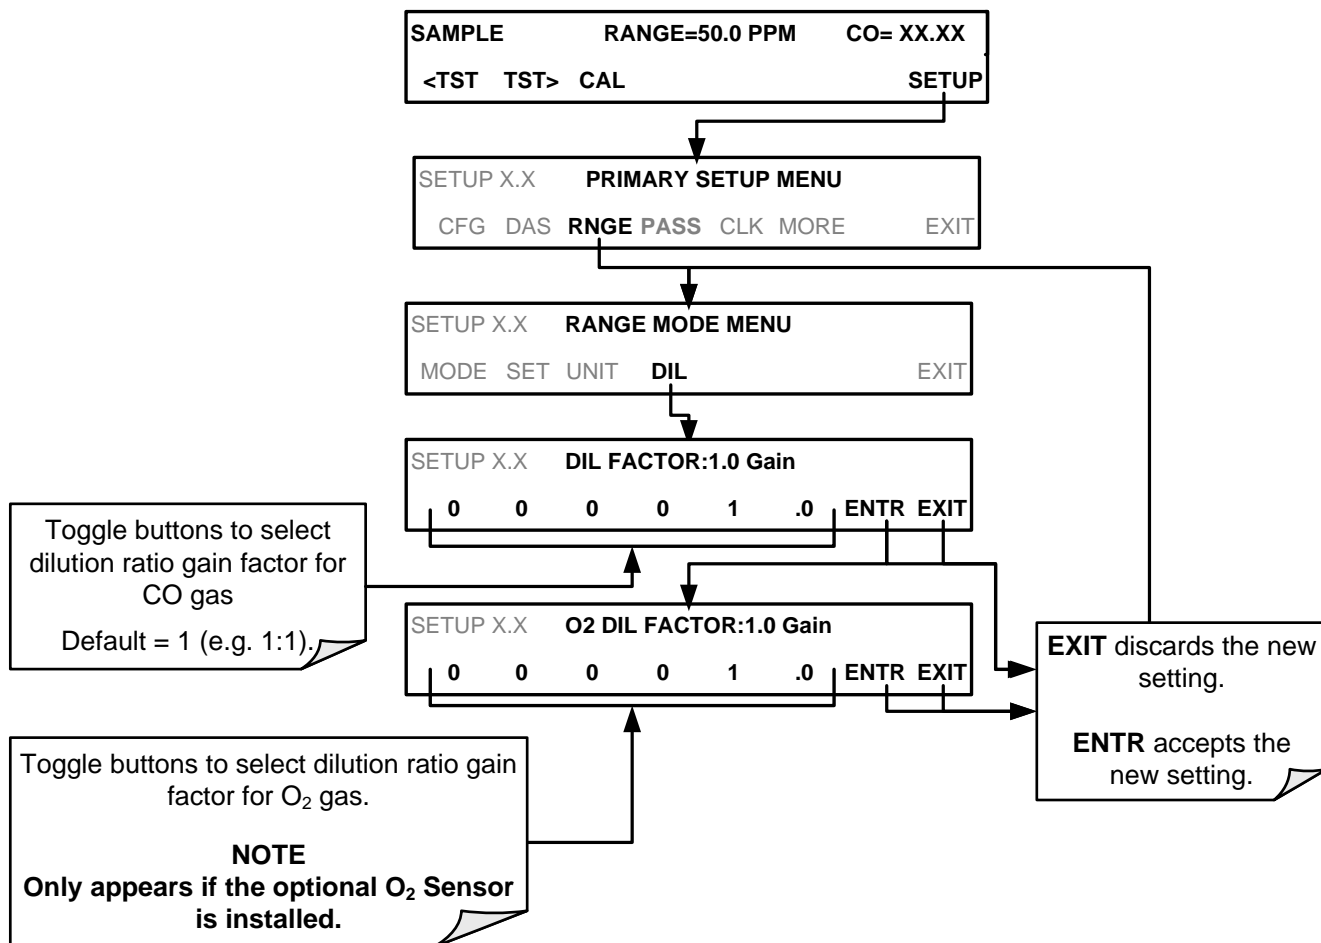 SAMPLE RANGE=50.0 PPM CO= XX.XX
<TST TST> CAL SETUP
SETUP X.X PRIMARY SETUP MENU
CFG DAS RNGE PASS CLK MORE EXIT
SETUP X.X RANGE MODE MENU
MODE SET UNIT DIL EXIT
SETUP X.X DIL FACTOR:1.0 Gain
0 0 0 0 1 .0 ENTR EXIT
Toggle buttons to select
dilution ratio gain factor for
CO gas
Default = 1 (e.g. 1:1).
SETUP X.X O2 DIL FACTOR:1.0 Gain
0 0 0 0 1 .0 ENTR EXIT
EXIT discards the new
setting.
ENTR accepts the
new setting.
Toggle buttons to select dilution ratio gain
factor for O₂ gas.
NOTE
Only appears if the optional O₂ Sensor
is installed.